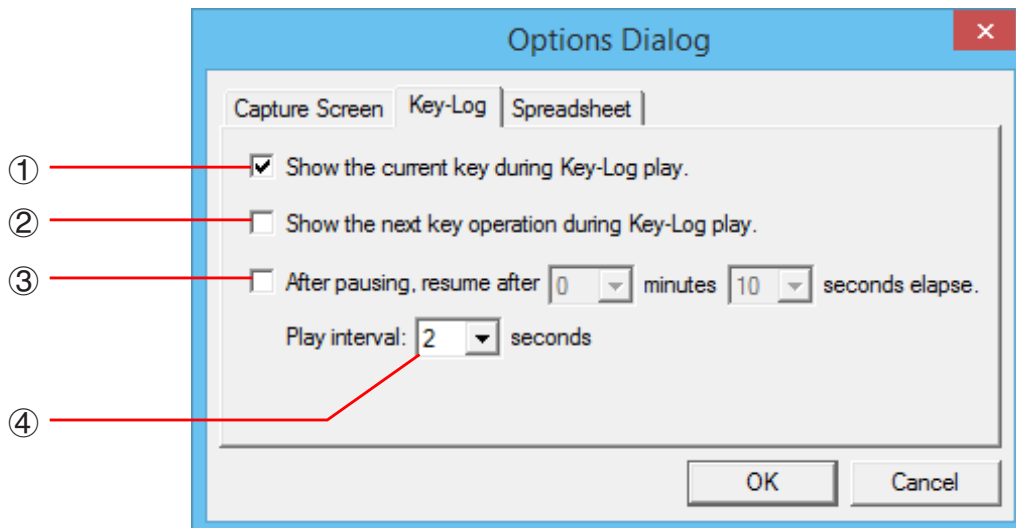 Options Dialog
Capture Screen Key-Log Spreadsheet
① Show the current key during Key-Log play.
② Show the next key operation during Key-Log play.
③ After pausing, resume after 0 minutes 10 seconds elapse.
Play interval: 2 seconds
④
OK Cancel